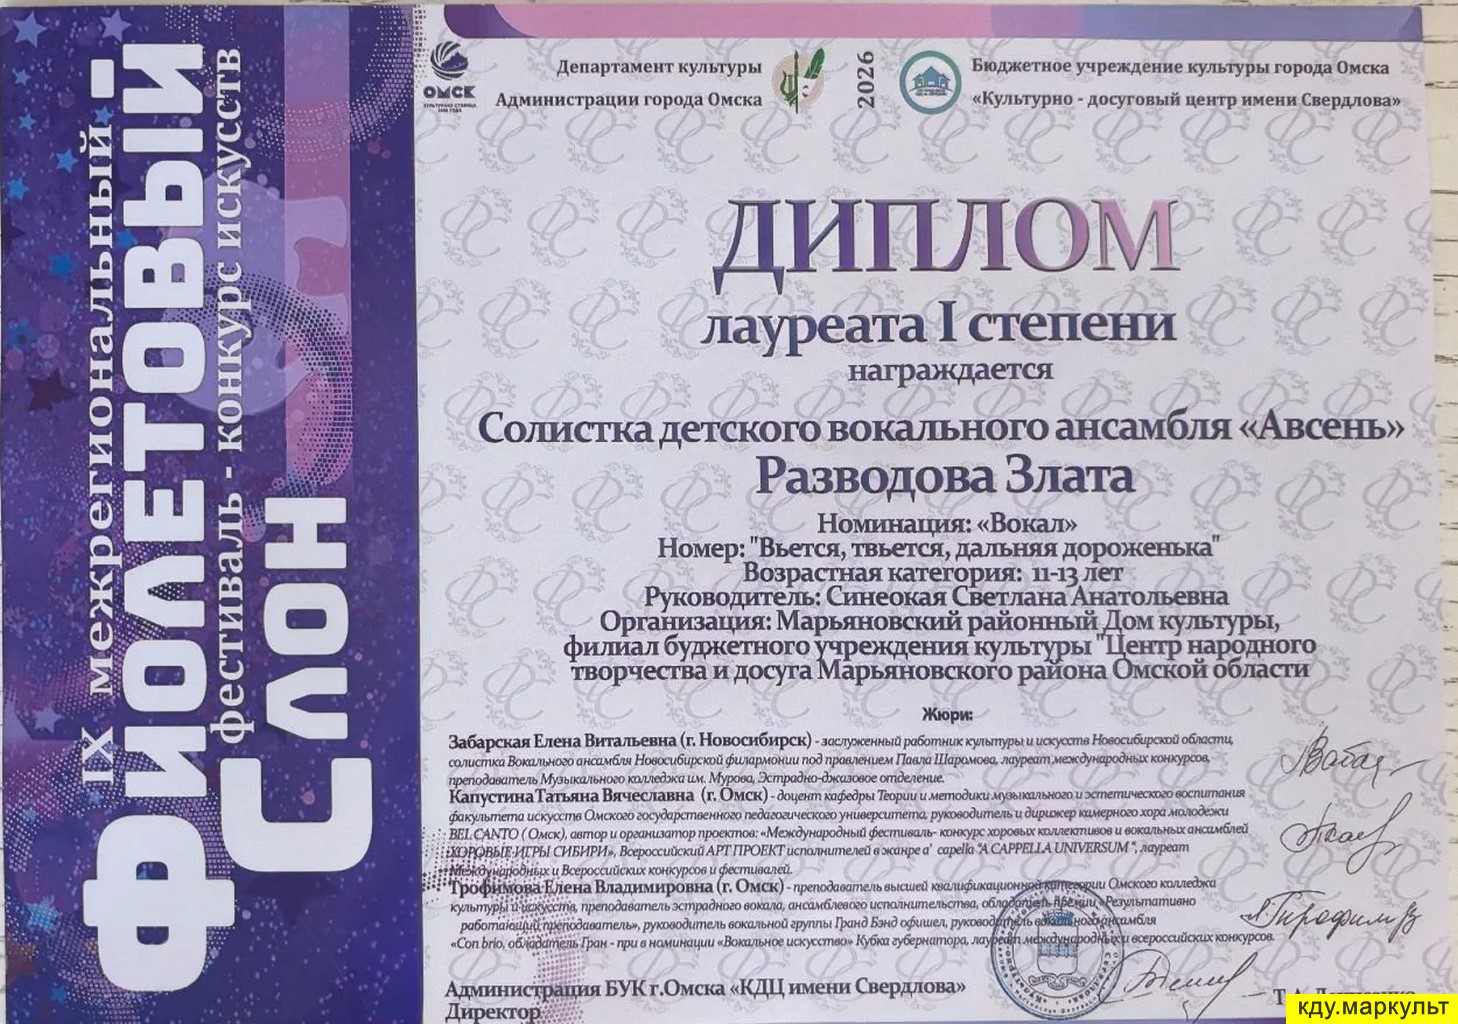 IX межрегиональный
ФИОЛЕТОВЫЙ
фестиваль - конкурс искусств
СЛОН
ОМСК
Департамент культуры
Администрации города Омска
2026
Бюджетное учреждение культуры города Омска
«Культурно - досуговый центр имени Свердлова»
ДИПЛОМ
лауреата I степени
награждается
Солистка детского вокального ансамбля «Авсень»
Разводова Злата
Номинация: «Вокал»
Номер: "Вьется, твьется, дальняя дороженька"
Возрастная категория: 11-13 лет
Руководитель: Синеокая Светлана Анатольевна
Организация: Марьяновский районный Дом культуры,
филиал буджетного учреждения культуры "Центр народного
творчества и досуга Марьяновского района Омской области
Жюри:
Забарская Елена Витальевна (г. Новосибирск) - заслуженный работник культуры и искусств Новосибирской области,
солистка Вокального ансамбля Новосибирской филармонии под правлением Павла Шаромова, лауреат международных конкурсов,
преподаватель Музыкального колледжа им. Мурова, Эстрадно-джазовое отделение.
Капустина Татьяна Вячеславна (г. Омск) - доцент кафедры Теории и методики музыкального и эстетического воспитания
факультета искусств Омского государственного педагогического университета, руководитель и дирижер камерного хора молодежи
BEL CANTO ( Омск), автор и организатор проектов: «Международный фестиваль- конкурс хоровых коллективов и вокальных ансамблей
ХОРОВЫЕ ИГРЫ СИБИРИ», Всероссийский АРТ ПРОЕКТ исполнителей в жанре a' capella "A CAPPELLA UNIVERSUM ", лауреат
Международных и Всероссийских конкурсов и фестивалей.
Трофимова Елена Владимировна (г. Омск) - преподаватель высшей квалификационной категории Омского колледжа
культуры и искусств, преподаватель эстрадного вокала, ансамблевого исполнительства, обладатель Премии «Результативно
работающий преподаватель», руководитель вокальной группы Гранд Бэнд офишел, руководитель вокального ансамбля
«Con brio, обладатель Гран - при в номинации «Вокальное искусство» Кубка губернатора, лауреат международных и всероссийских конкурсов.
Администрация БУК г.Омска «КДЦ имени Свердлова»
Директор
кду.маркульт